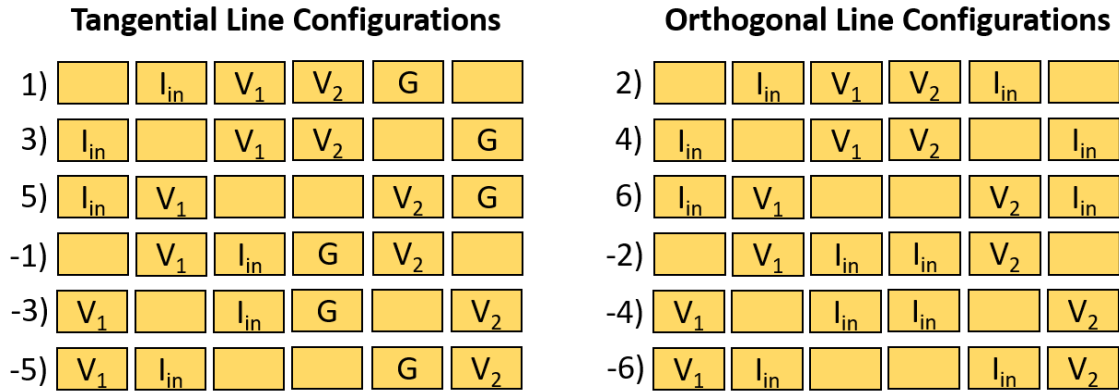 Tangential Line Configurations Orthogonal Line Configurations
1) I_in V_1 V_2 G 2) I_in V_1 V_2 I_in
3) I_in V_1 V_2 G 4) I_in V_1 V_2 I_in
5) I_in V_1 V_2 G 6) I_in V_1 V_2 I_in
-1) V_1 I_in G V_2 -2) V_1 I_in I_in V_2
-3) V_1 I_in G V_2 -4) V_1 I_in I_in V_2
-5) V_1 I_in G V_2 -6) V_1 I_in I_in V_2